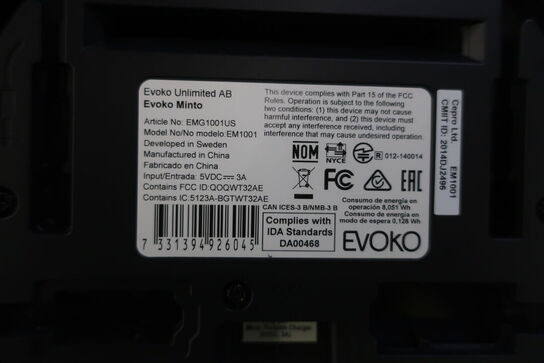 Evoko Unlimited AB
Evoko Minto
Article No: EMG1001US
Model No/No modelo: EM1001
Developed in Sweden
Manufactured in China
Fabricado en China
Input/Entrada: 5VDC⎓ 3A
Contains FCC ID:QOQWT32AE
Contains IC:5123A-BGTWT32AE
7 331394 926045
This device complies with Part 15 of the FCC
Rules. Operation is subject to the following
two conditions: (1) this device may not cause
harmful interference, and (2) this device must
accept any interference received, including
interference that may cause undesired operation.
NOM
NYCE
R 012-140014
FC
EAC
CAN ICES-3 B/NMB-3 B
Complies with
IDA Standards
DA00468
Consumo de energía en
operación 8,051 Wh
Consumo de energía en
modo de espera 0,128 Wh
EVOKO
Cepro Ltd. EM1001
CMIIT ID: 2014DJ2496